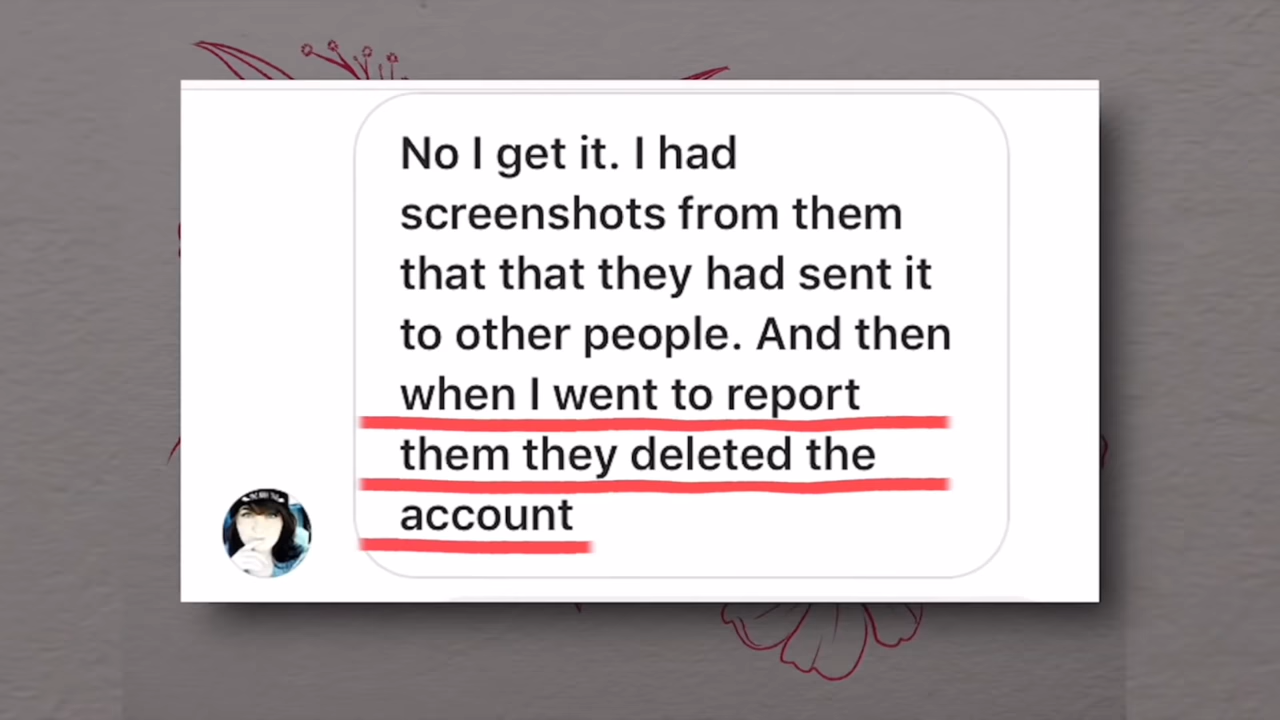 No I get it. I had
screenshots from them
that that they had sent it
to other people. And then
when I went to report
them they deleted the
account